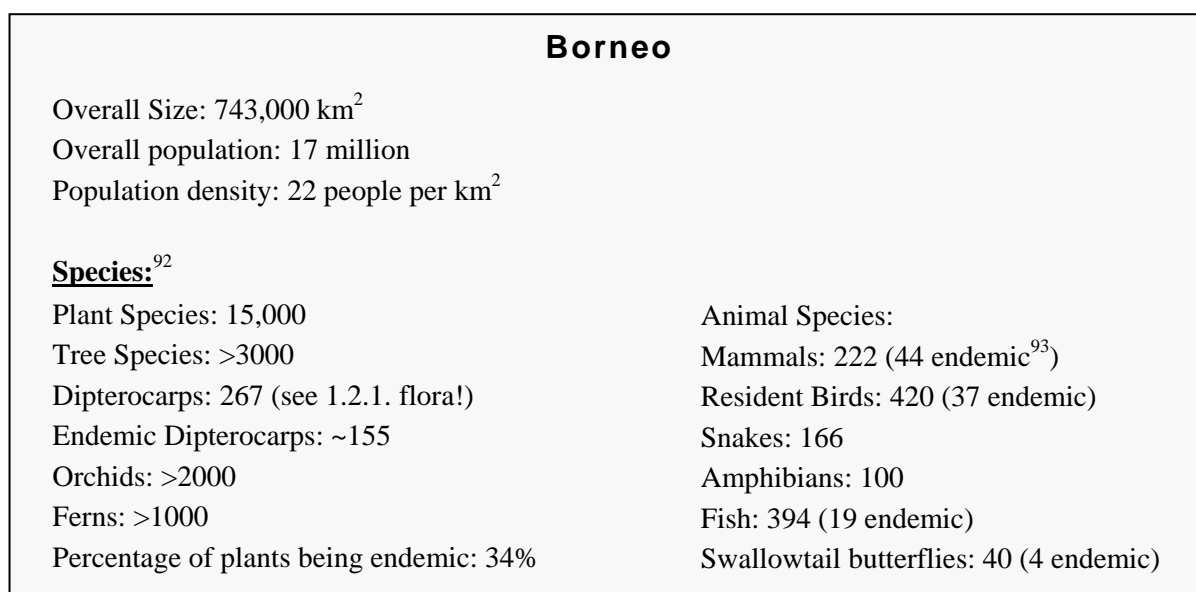 Borneo
Overall Size: 743,000 km²
Overall population: 17 million
Population density: 22 people per km²
Species:⁹²
Plant Species: 15,000
Tree Species: >3000
Dipterocarps: 267 (see 1.2.1. flora!)
Endemic Dipterocarps: ~155
Orchids: >2000
Ferns: >1000
Percentage of plants being endemic: 34%
Animal Species:
Mammals: 222 (44 endemic⁹³)
Resident Birds: 420 (37 endemic)
Snakes: 166
Amphibians: 100
Fish: 394 (19 endemic)
Swallowtail butterflies: 40 (4 endemic)